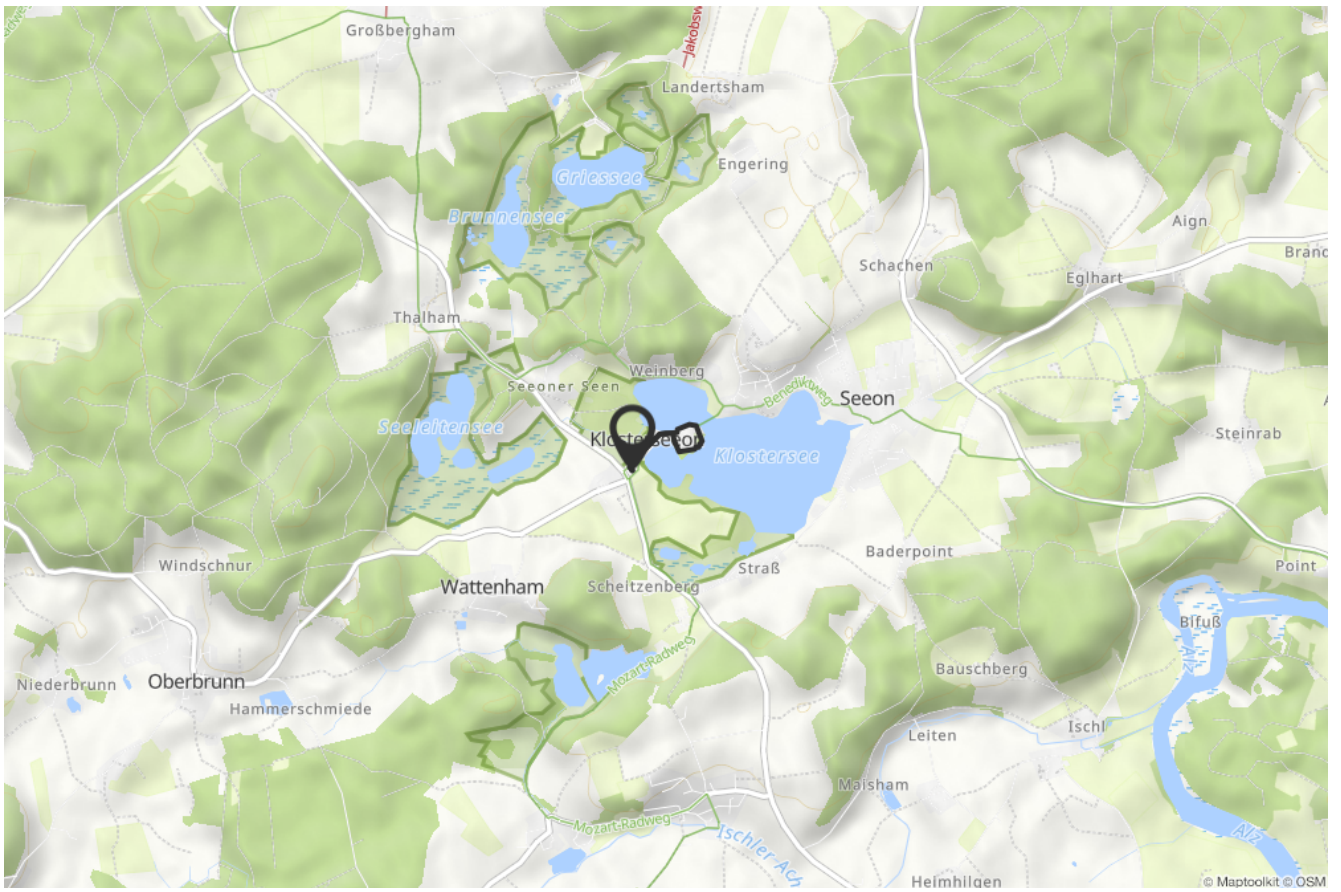 Großbergham
Jakobsw
Landertsham
Engering
Griessee
Brunnensee
Aign
Schachen
Eglhart
Brand
Thalham
Weinberg
Seeoner Seen
Benediktweg
Seeon
Seeleitensee
Klosterseeon
Klostersee
Steinrab
Baderpoint
Windschnur
Straß
Point
Wattenham
Scheitzenberg
Bifuß
Alz
Mozart-Radweg
Bauschberg
Niederbrunn
Oberbrunn
Hammerschmiede
Ischl
Leiten
Maisham
Mozart-Radweg
Ischler Ach
Alz
Heimhilgen
© Maptoolkit © OSM